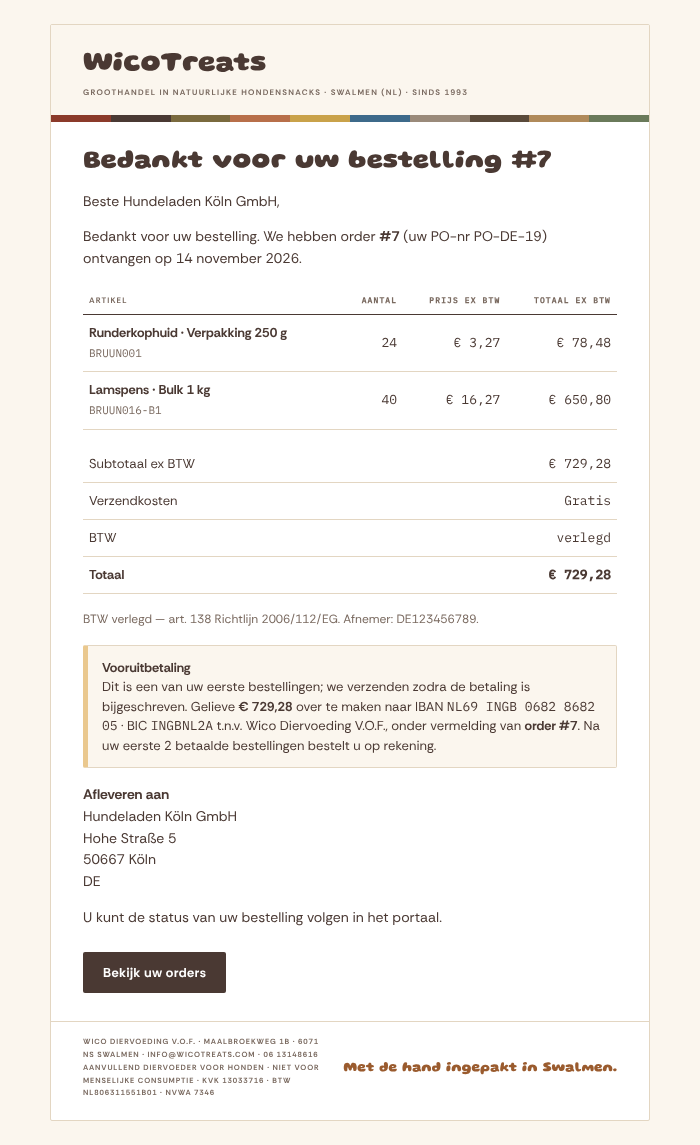 WicoTreats
GROOTHANDEL IN NATUURLIJKE HONDENSNACKS · SWALMEN (NL) · SINDS 1993
Bedankt voor uw bestelling #7
Beste Hundeladen Köln GmbH,
Bedankt voor uw bestelling. We hebben order #7 (uw PO-nr PO-DE-19)
ontvangen op 14 november 2026.
ARTIKEL AANTAL PRIJS EX BTW TOTAAL EX BTW
Runderkophuid · Verpakking 250 g
BRUUN001
24 € 3,27 € 78,48
Lamspens · Bulk 1 kg
BRUUN016-B1
40 € 16,27 € 650,80
Subtotaal ex BTW € 729,28
Verzendkosten Gratis
BTW verlegd
Totaal € 729,28
BTW verlegd — art. 138 Richtlijn 2006/112/EG. Afnemer: DE123456789.
Vooruitbetaling
Dit is een van uw eerste bestellingen; we verzenden zodra de betaling is
bijgeschreven. Gelieve € 729,28 over te maken naar IBAN NL69 INGB 0682 8682
05 · BIC INGBNL2A t.n.v. Wico Diervoeding V.O.F., onder vermelding van order #7. Na
uw eerste 2 betaalde bestellingen bestelt u op rekening.
Afleveren aan
Hundeladen Köln GmbH
Hohe Straße 5
50667 Köln
DE
U kunt de status van uw bestelling volgen in het portaal.
Bekijk uw orders
WICO DIERVOEDING V.O.F. · MAALBROEKWEG 1B · 6071
NS SWALMEN · INFO@WICOTREATS.COM · 06 13148616
AANVULLEND DIERVOEDER VOOR HONDEN · NIET VOOR
MENSELIJKE CONSUMPTIE · KVK 13033716 · BTW
NL806311551B01 · NVWA 7346
Met de hand ingepakt in Swalmen.